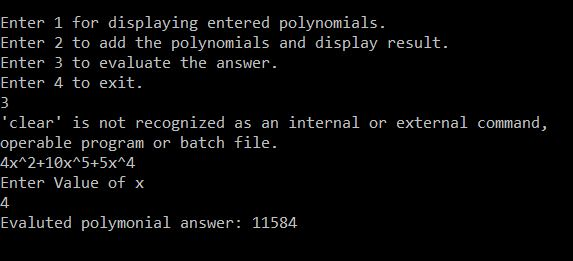 Enter 1 for displaying entered polynomials.
Enter 2 to add the polynomials and display result.
Enter 3 to evaluate the answer.
Enter 4 to exit.
3
'clear' is not recognized as an internal or external command,
operable program or batch file.
4x^2+10x^5+5x^4
Enter Value of x
4
Evaluted polymonial answer: 11584